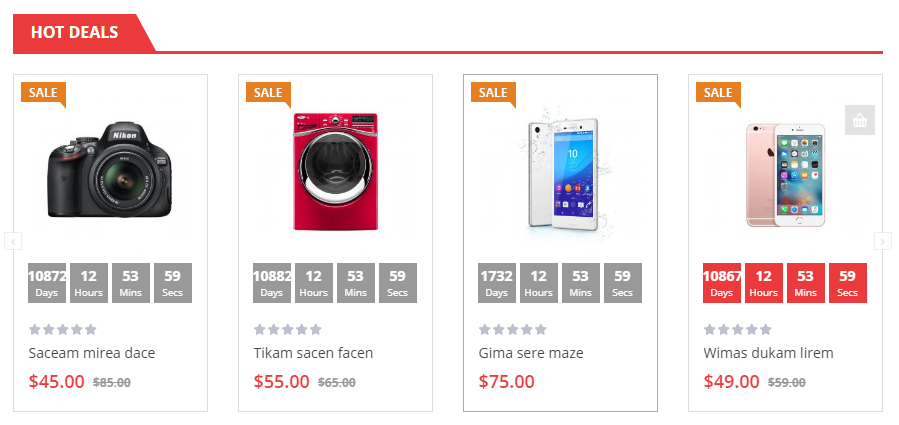 HOT DEALS
SALE
Nikon
10872 12 53 59
Days Hours Mins Secs
Saceam mirea dace
$45.00 $85.00
SALE
10882 12 53 59
Days Hours Mins Secs
Tikam sacen facen
$55.00 $65.00
SALE
10
1732 12 53 59
Days Hours Mins Secs
Gima sere maze
$75.00
SALE
10867 12 53 59
Days Hours Mins Secs
Wimas dukam lirem
$49.00 $59.00